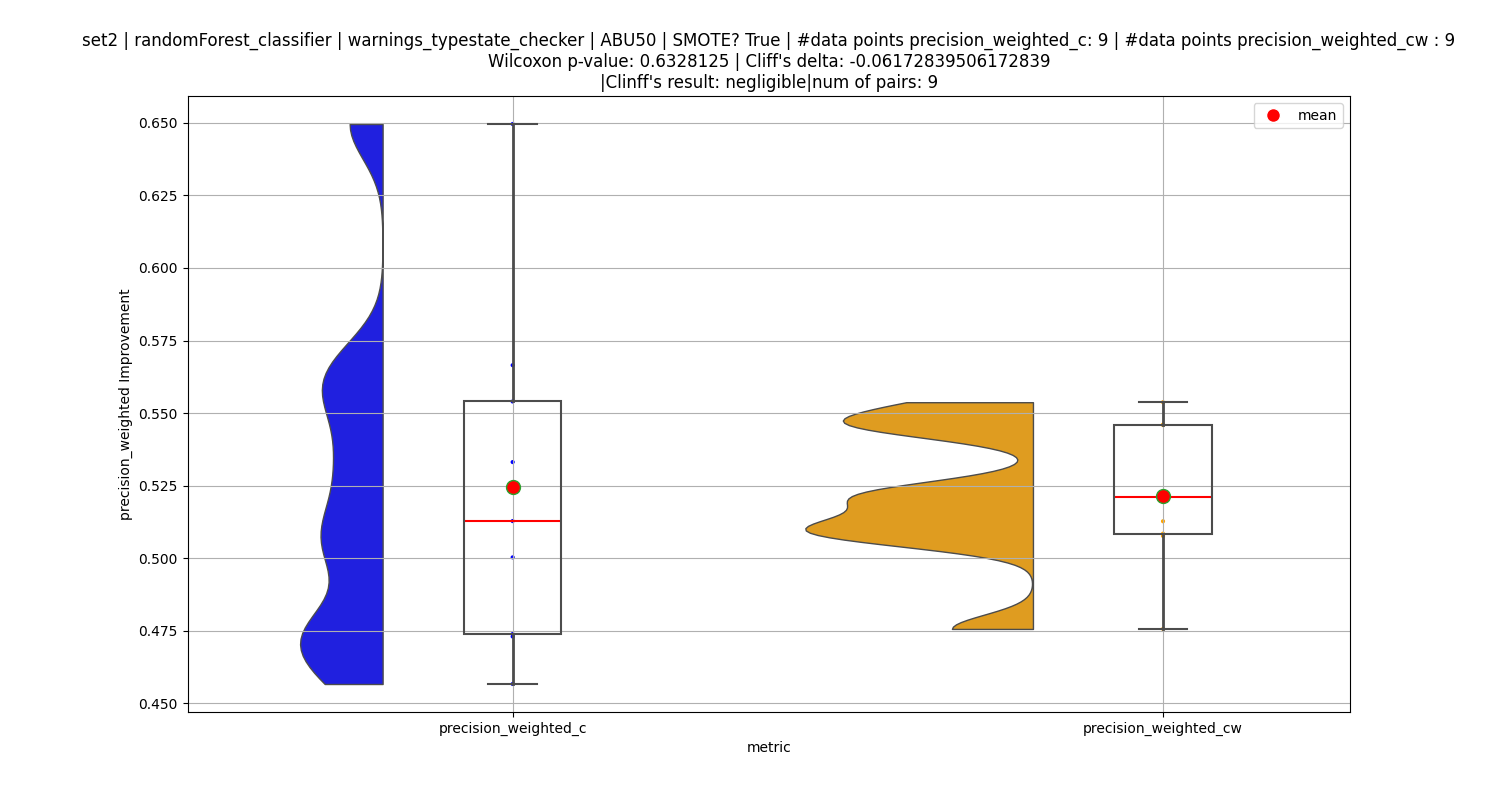 set2 | randomForest_classifier | warnings_typestate_checker | ABU50 | SMOTE? True | #data points precision_weighted_c: 9 | #data points precision_weighted_cw : 9
Wilcoxon p-value: 0.6328125 | Cliff's delta: -0.06172839506172839
|Clinff's result: negligible|num of pairs: 9
mean
0.650
0.625
0.600
0.575
0.550
0.525
0.500
0.475
0.450
precision_weighted Improvement
precision_weighted_c
precision_weighted_cw
metric